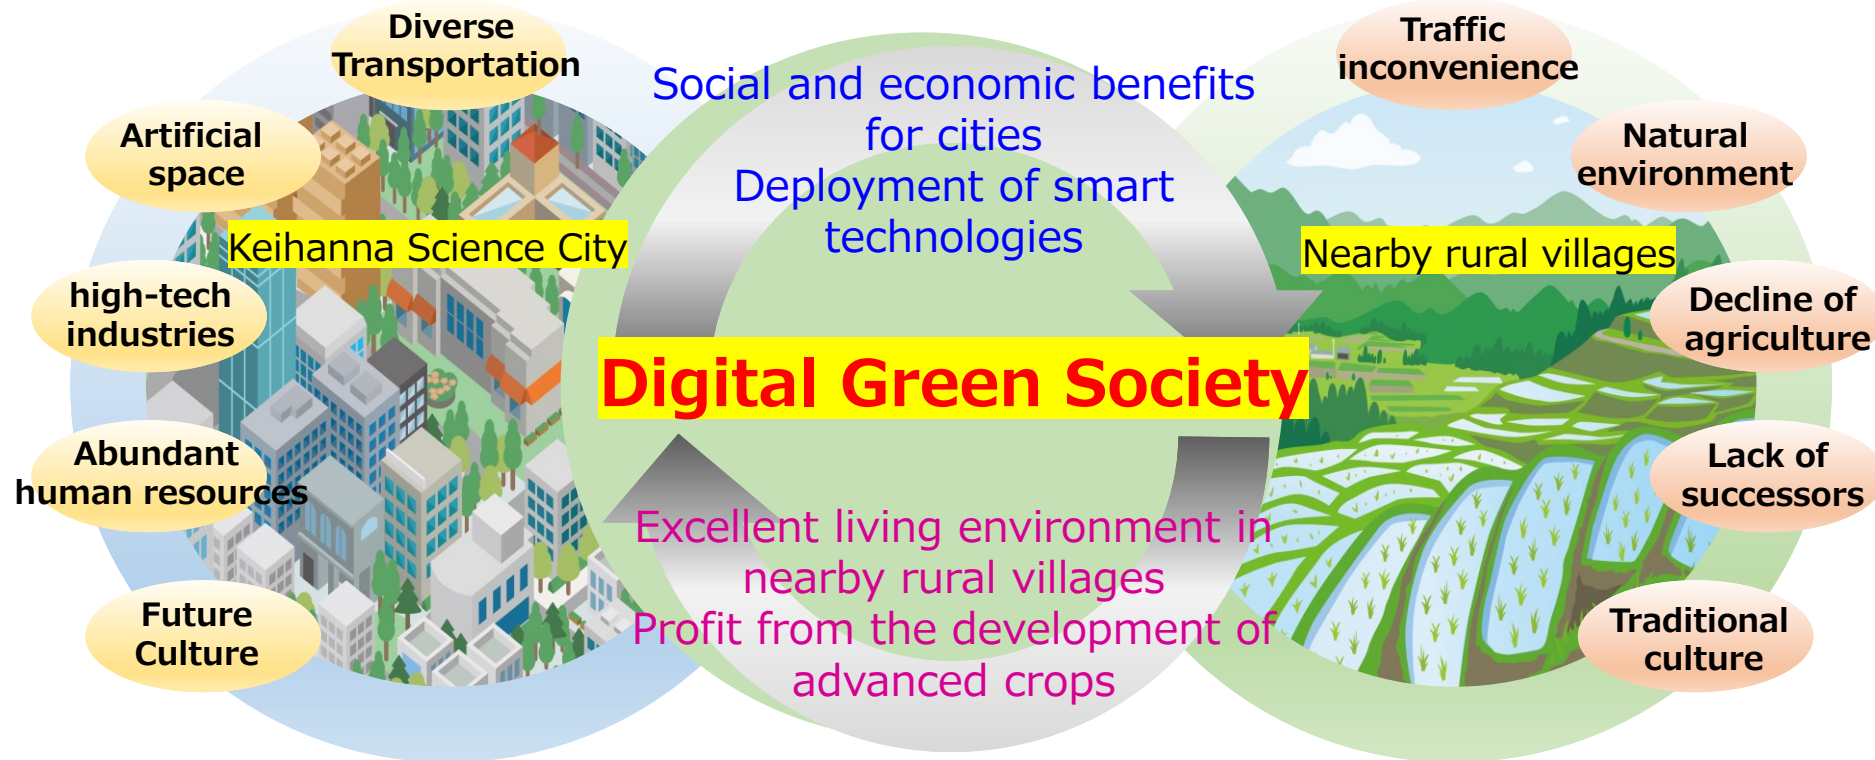 Diverse
Transportation
Artificial
space
Keihanna Science City
high-tech
industries
Abundant
human resources
Future
Culture
Social and economic benefits
for cities
Deployment of smart
technologies
Digital Green Society
Excellent living environment in
nearby rural villages
Profit from the development of
advanced crops
Traffic
inconvenience
Natural
environment
Nearby rural villages
Decline of
agriculture
Lack of
successors
Traditional
culture